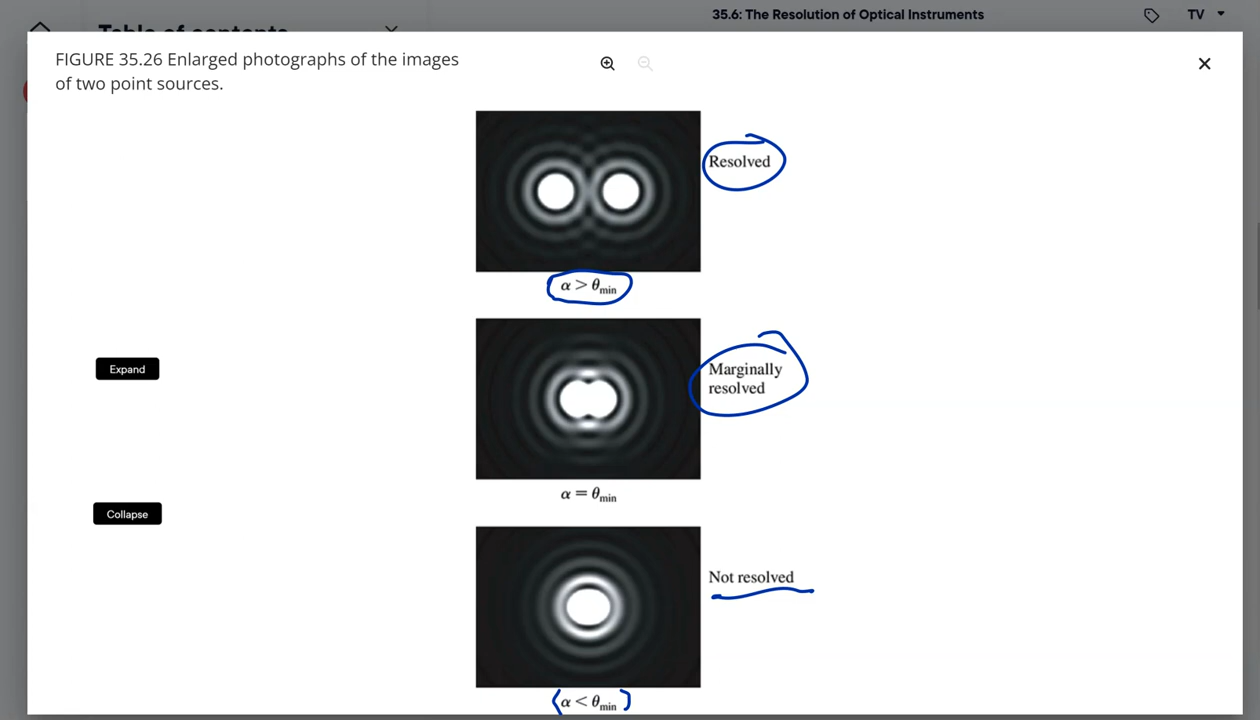 35.6: The Resolution of Optical Instruments
TV
Table of contents
FIGURE 35.26 Enlarged photographs of the images
of two point sources.
Resolved
α > θmin
Expand
Marginally
resolved
α = θmin
Collapse
Not resolved
α < θmin